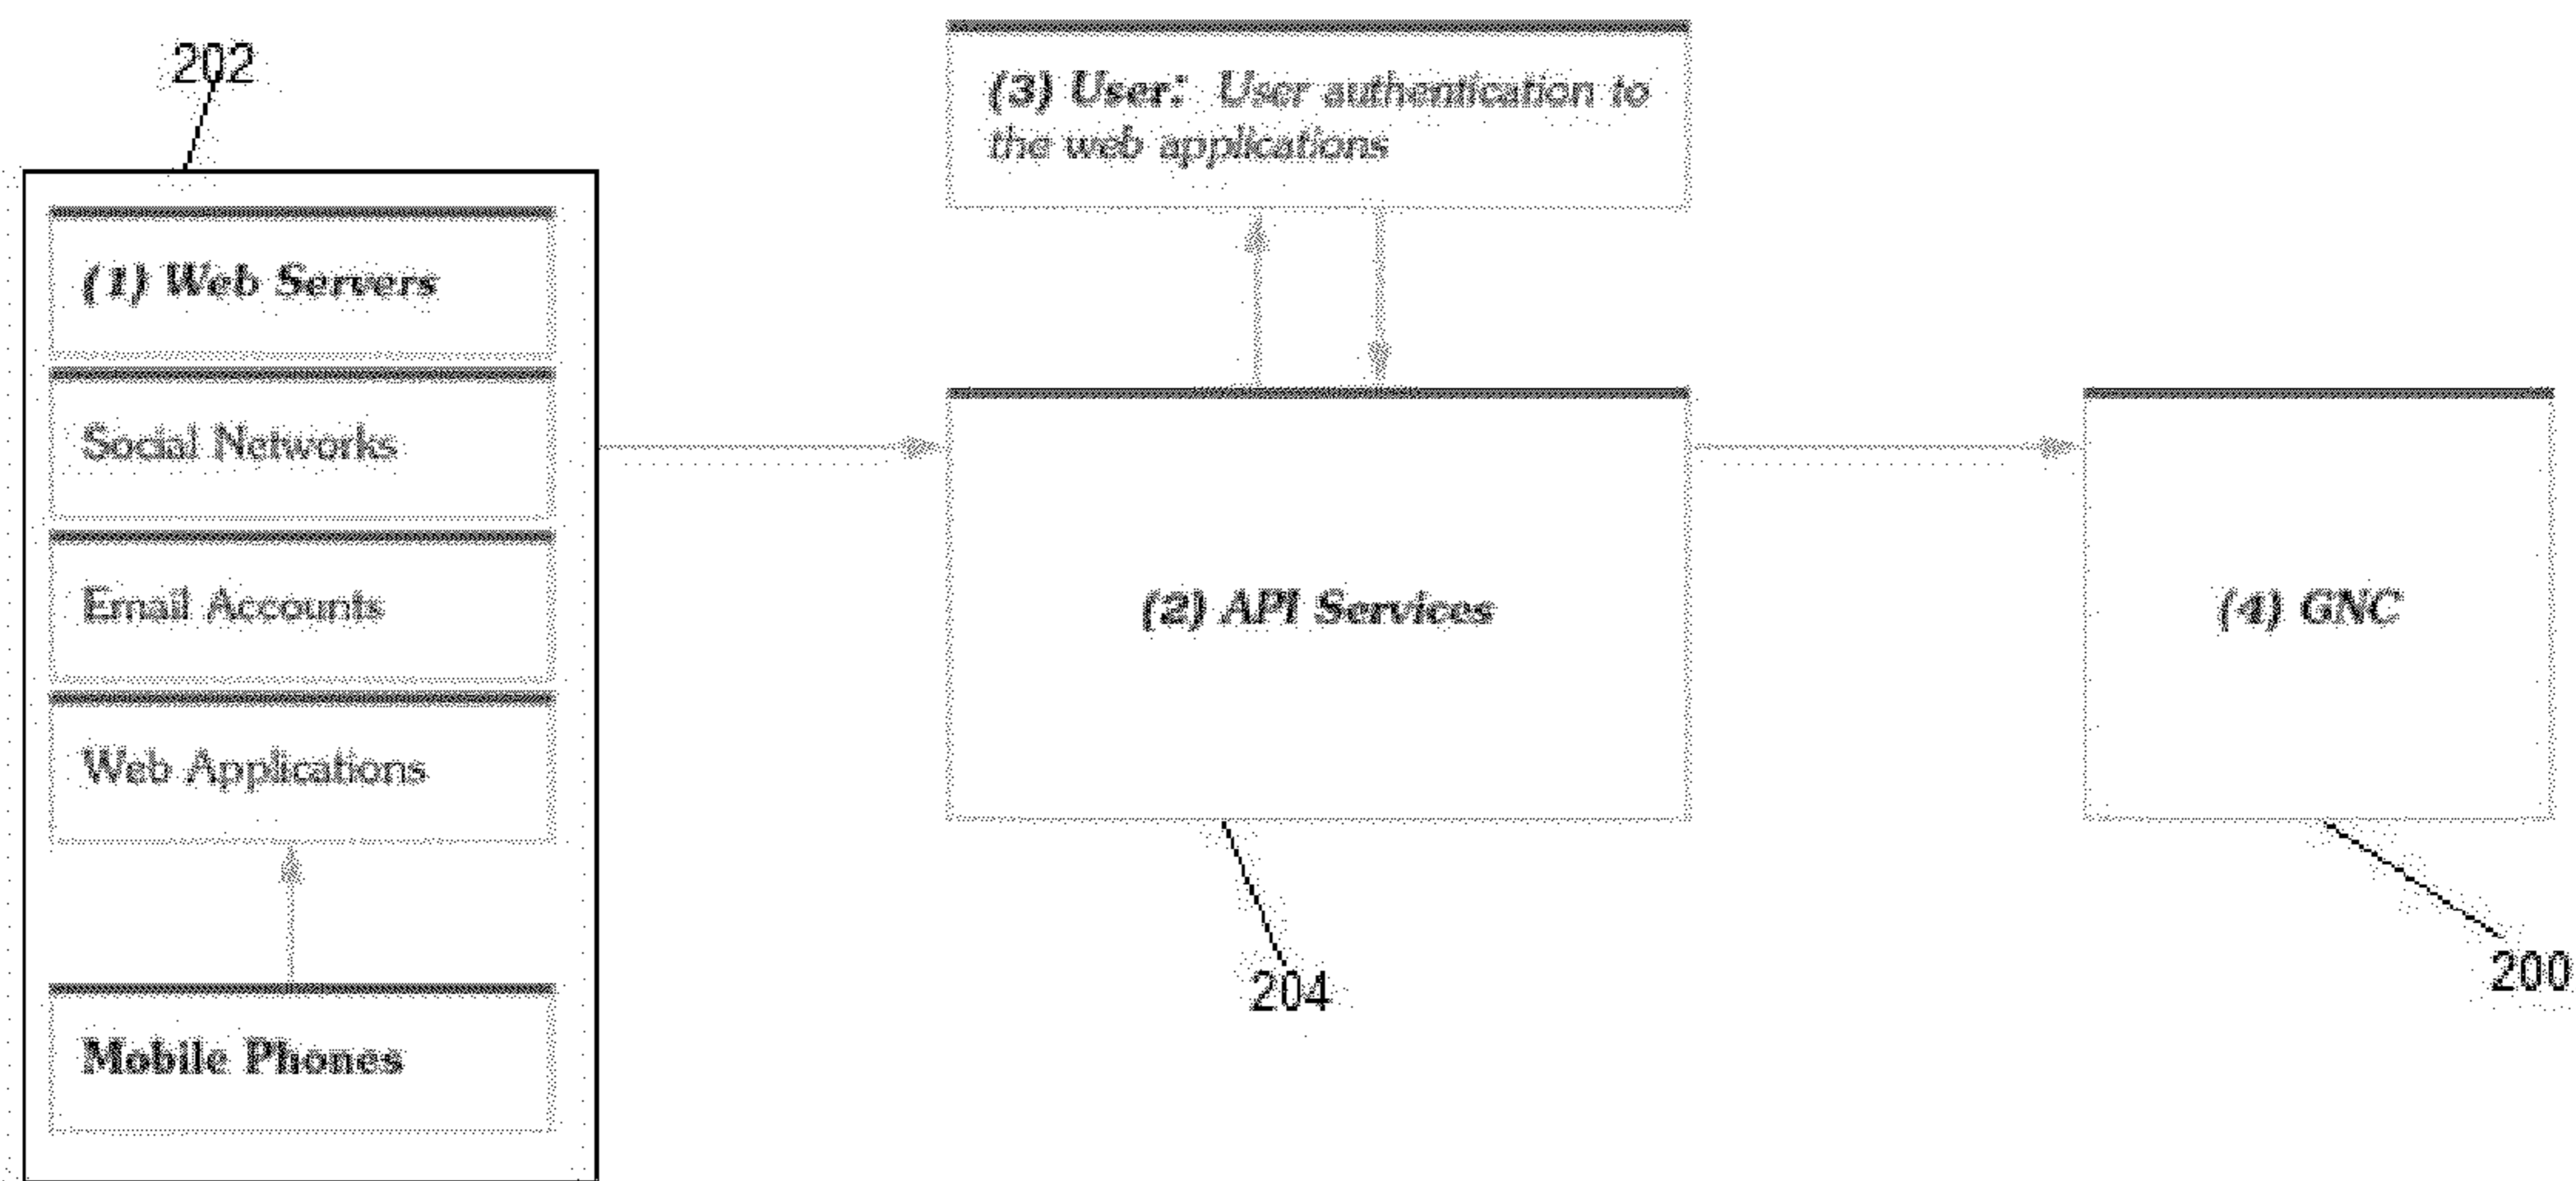 202
(1) Web Servers
Social Networks
Email Accounts
Web Applications
Mobile Phones
(3) User: User authentication to
the web applications
(2) API Services
204
(4) GNC
200